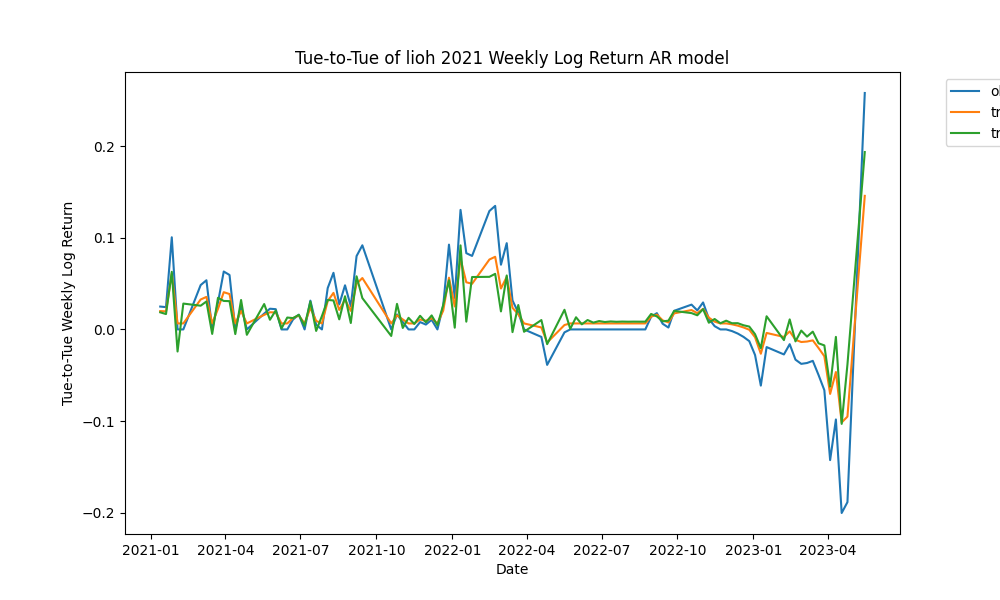 Tue-to-Tue of lioh 2021 Weekly Log Return AR model
0.2
0.1
0.0
−0.1
−0.2
Tue-to-Tue Weekly Log Return
2021-01 2021-04 2021-07 2021-10 2022-01 2022-04 2022-07 2022-10 2023-01 2023-04
Date